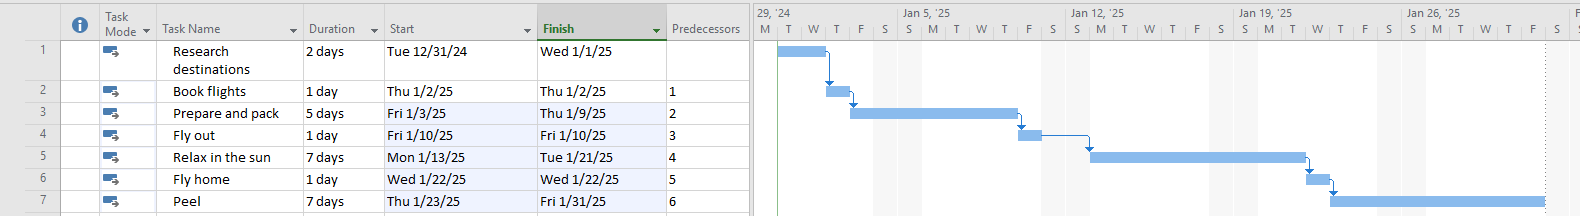 29, '24 Jan 5, '25 Jan 12, '25 Jan 19, '25 Jan 26, '25 F
Task Mode Task Name Duration Start Finish Predecessors M T W T F S S M T W T F S S M T W T F S S M T W T F S S M T W T F S S
1 Research destinations 2 days Tue 12/31/24 Wed 1/1/25
2 Book flights 1 day Thu 1/2/25 Thu 1/2/25 1
3 Prepare and pack 5 days Fri 1/3/25 Thu 1/9/25 2
4 Fly out 1 day Fri 1/10/25 Fri 1/10/25 3
5 Relax in the sun 7 days Mon 1/13/25 Tue 1/21/25 4
6 Fly home 1 day Wed 1/22/25 Wed 1/22/25 5
7 Peel 7 days Thu 1/23/25 Fri 1/31/25 6